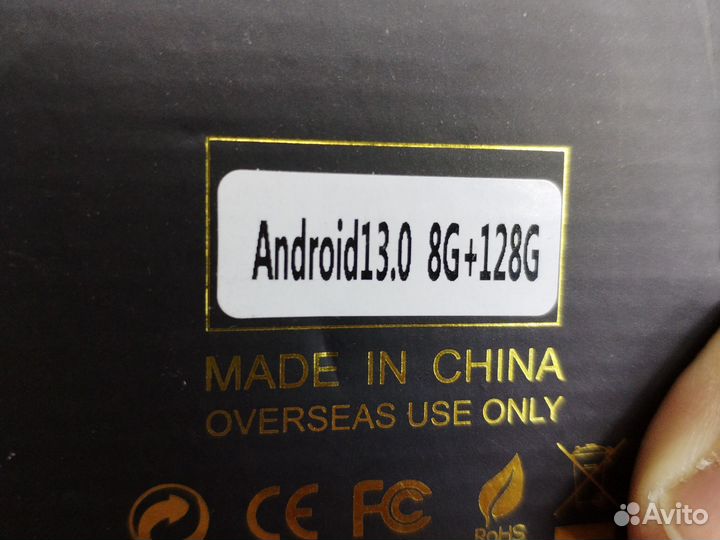 Android13.0 8G+128G
MADE IN CHINA
OVERSEAS USE ONLY
CE FC RoHS
Avito